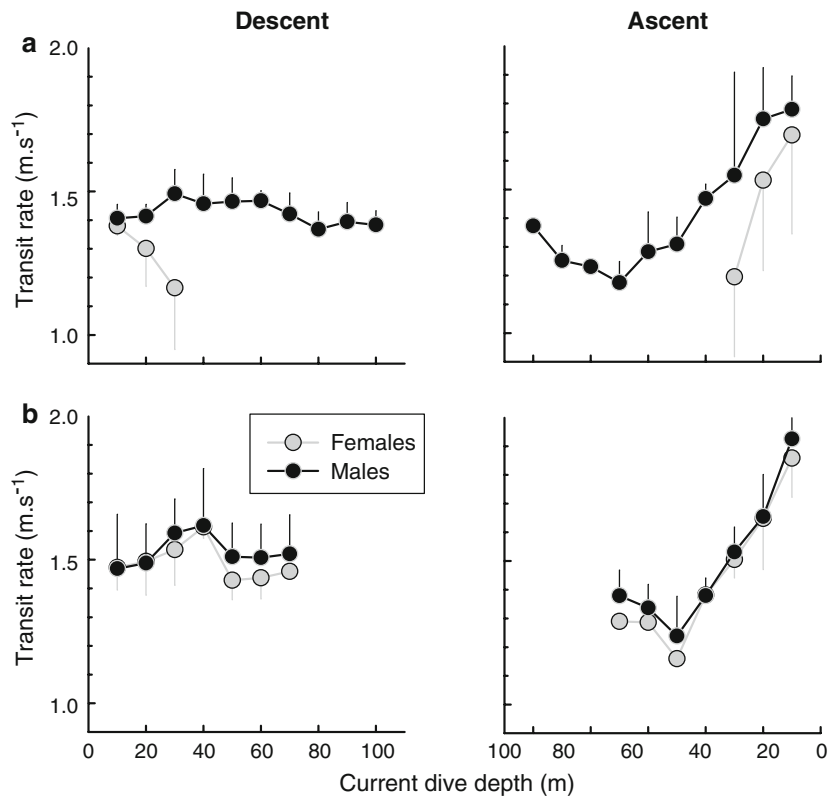 Descent
Ascent
a
2.0
1.5
1.0
Transit rate (m.s⁻¹)
b
2.0
1.5
1.0
Transit rate (m.s⁻¹)
Females
Males
0 20 40 60 80 100
100 80 60 40 20 0
Current dive depth (m)